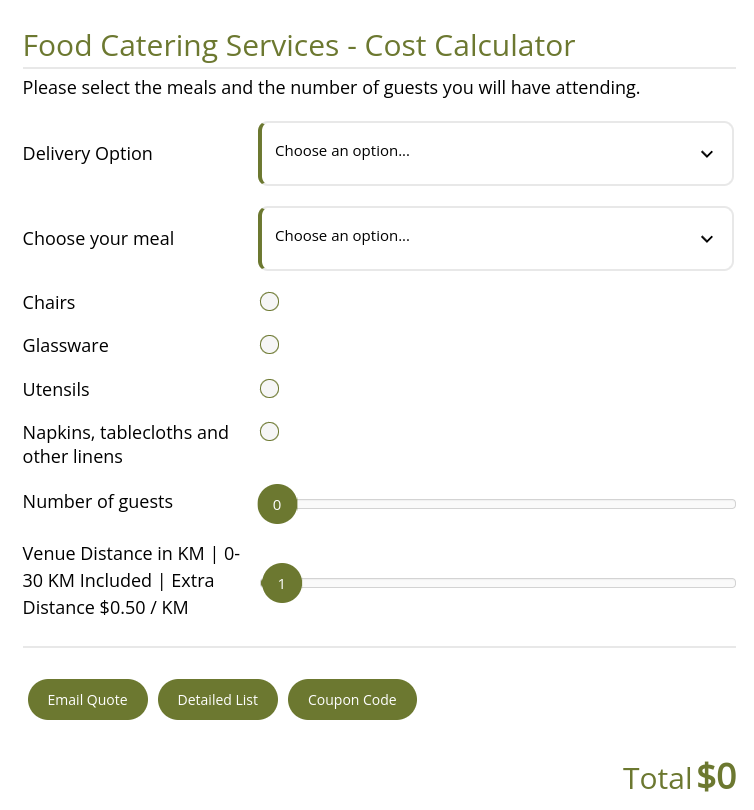 Food Catering Services - Cost Calculator
Please select the meals and the number of guests you will have attending.
Delivery Option
Choose an option...
Choose your meal
Choose an option...
Chairs
Glassware
Utensils
Napkins, tablecloths and
other linens
Number of guests
0
Venue Distance in KM | 0-
30 KM Included | Extra
Distance $0.50 / KM
1
Email Quote
Detailed List
Coupon Code
Total $0